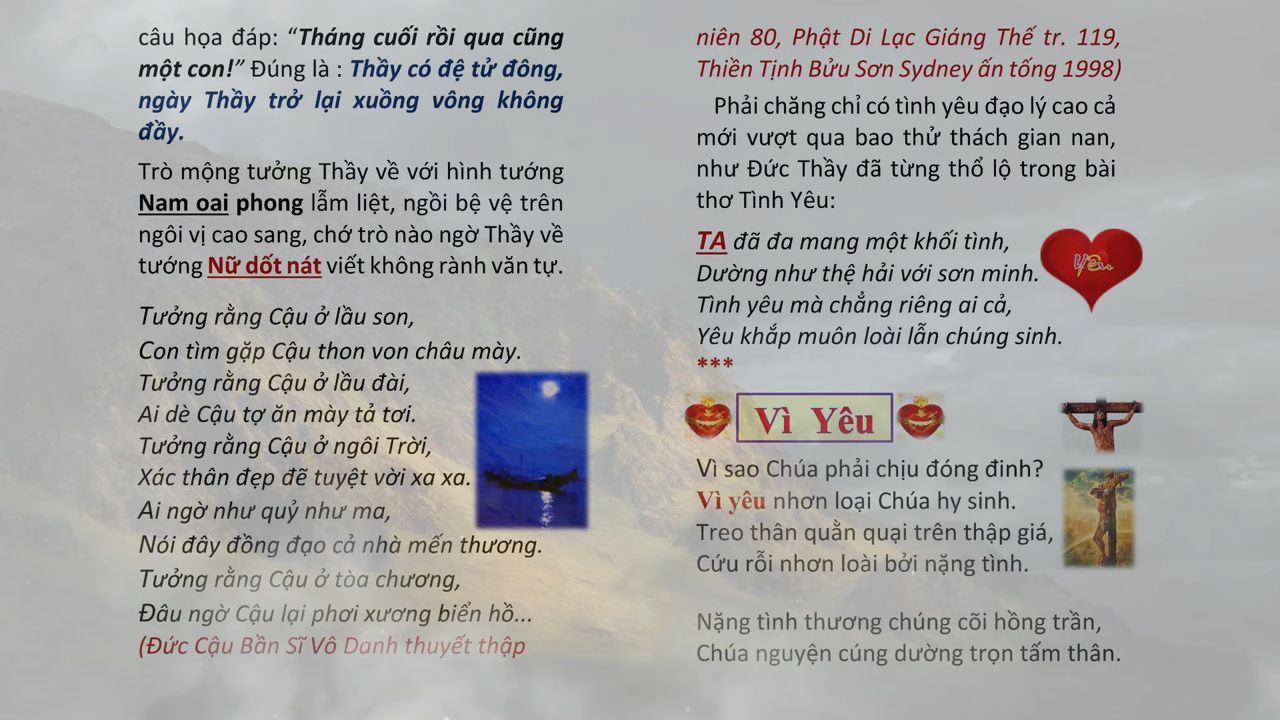 câu họa đáp: “Tháng cuối rồi qua cũng
một con!” Đúng là : Thầy có đệ tử đông,
ngày Thầy trở lại xuồng vông không
đầy.
Trò mộng tưởng Thầy về với hình tướng
Nam oai phong lẫm liệt, ngồi bệ vệ trên
ngôi vị cao sang, chớ trò nào ngờ Thầy về
tướng Nữ dốt nát viết không rành văn tự.
Tưởng rằng Cậu ở lầu son,
Con tìm gặp Cậu thon von châu mày.
Tưởng rằng Cậu ở lầu đài,
Ai dè Cậu tợ ăn mày tả tơi.
Tưởng rằng Cậu ở ngôi Trời,
Xác thân đẹp đẽ tuyệt vời xa xa.
Ai ngờ như quỷ như ma,
Nói đây đồng đạo cả nhà mến thương.
Tưởng rằng Cậu ở tòa chương,
Đâu ngờ Cậu lại phơi xương biển hồ...
(Đức Cậu Bần Sĩ Vô Danh thuyết thập
niên 80, Phật Di Lạc Giáng Thế tr. 119,
Thiền Tịnh Bửu Sơn Sydney ấn tống 1998)
Phải chăng chỉ có tình yêu đạo lý cao cả
mới vượt qua bao thử thách gian nan,
như Đức Thầy đã từng thổ lộ trong bài
thơ Tình Yêu:
TA đã đa mang một khối tình,
Dường như thệ hải với sơn minh.
Yêu
Tình yêu mà chẳng riêng ai cả,
Yêu khắp muôn loài lẫn chúng sinh.
***
Vì Yêu
Vì sao Chúa phải chịu đóng đinh?
Vì yêu nhơn loại Chúa hy sinh.
Treo thân quằn quại trên thập giá,
Cứu rỗi nhơn loài bởi nặng tình.
Nặng tình thương chúng cõi hồng trần,
Chúa nguyện cúng dường trọn tấm thân.